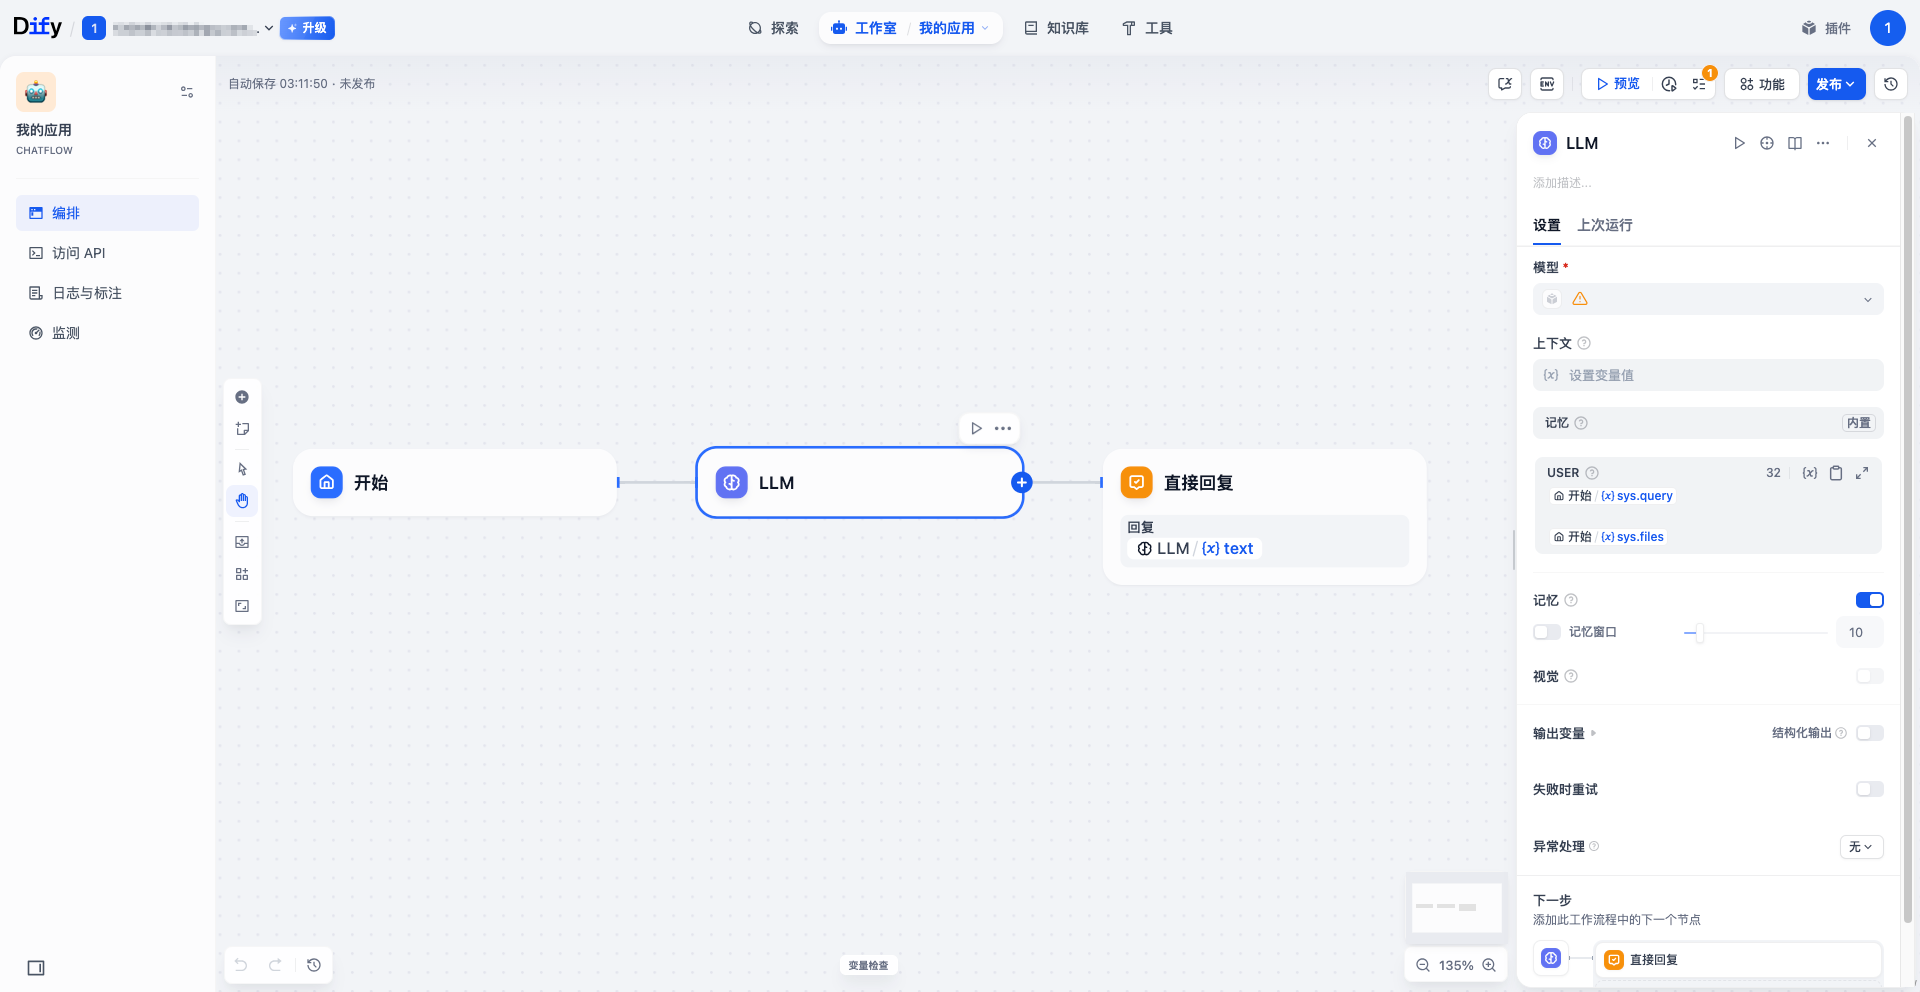 Dify
1
升级
探索
工作室 / 我的应用
知识库
工具
插件
1
我的应用
CHATFLOW
编排
访问 API
日志与标注
监测
自动保存 03:11:50 · 未发布
ENV
预览
1
功能
发布
开始
LLM
直接回复
回复
LLM / {x} text
变量检查
135%
LLM
添加描述...
设置
上次运行
模型 *
上下文
{x} 设置变量值
记忆
内置
USER
32
{x}
开始 / {x} sys.query
开始 / {x} sys.files
记忆
记忆窗口
10
视觉
输出变量
结构化输出
失败时重试
异常处理
无
下一步
添加此工作流程中的下一个节点
直接回复